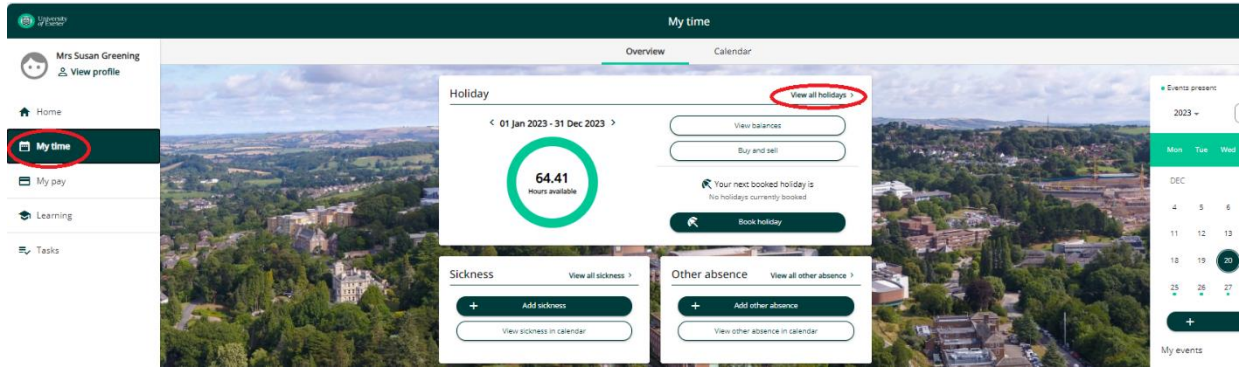 University
of Exeter
My time
Mrs Susan Greening
View profile
Home
My time
My pay
Learning
Tasks
Overview
Calendar
Holiday
View all holidays >
< 01 Jan 2023 - 31 Dec 2023 >
64.41
Hours available
View balances
Buy and sell
Your next booked holiday is
No holidays currently booked
Book holiday
Sickness
View all sickness >
+ Add sickness
View sickness in calendar
Other absence
View all other absence >
+ Add other absence
View other absence in calendar
Events present
2023
Mon Tue Wed
DEC
4 5 6
11 12 13
18 19 20
25 26 27
+
My events